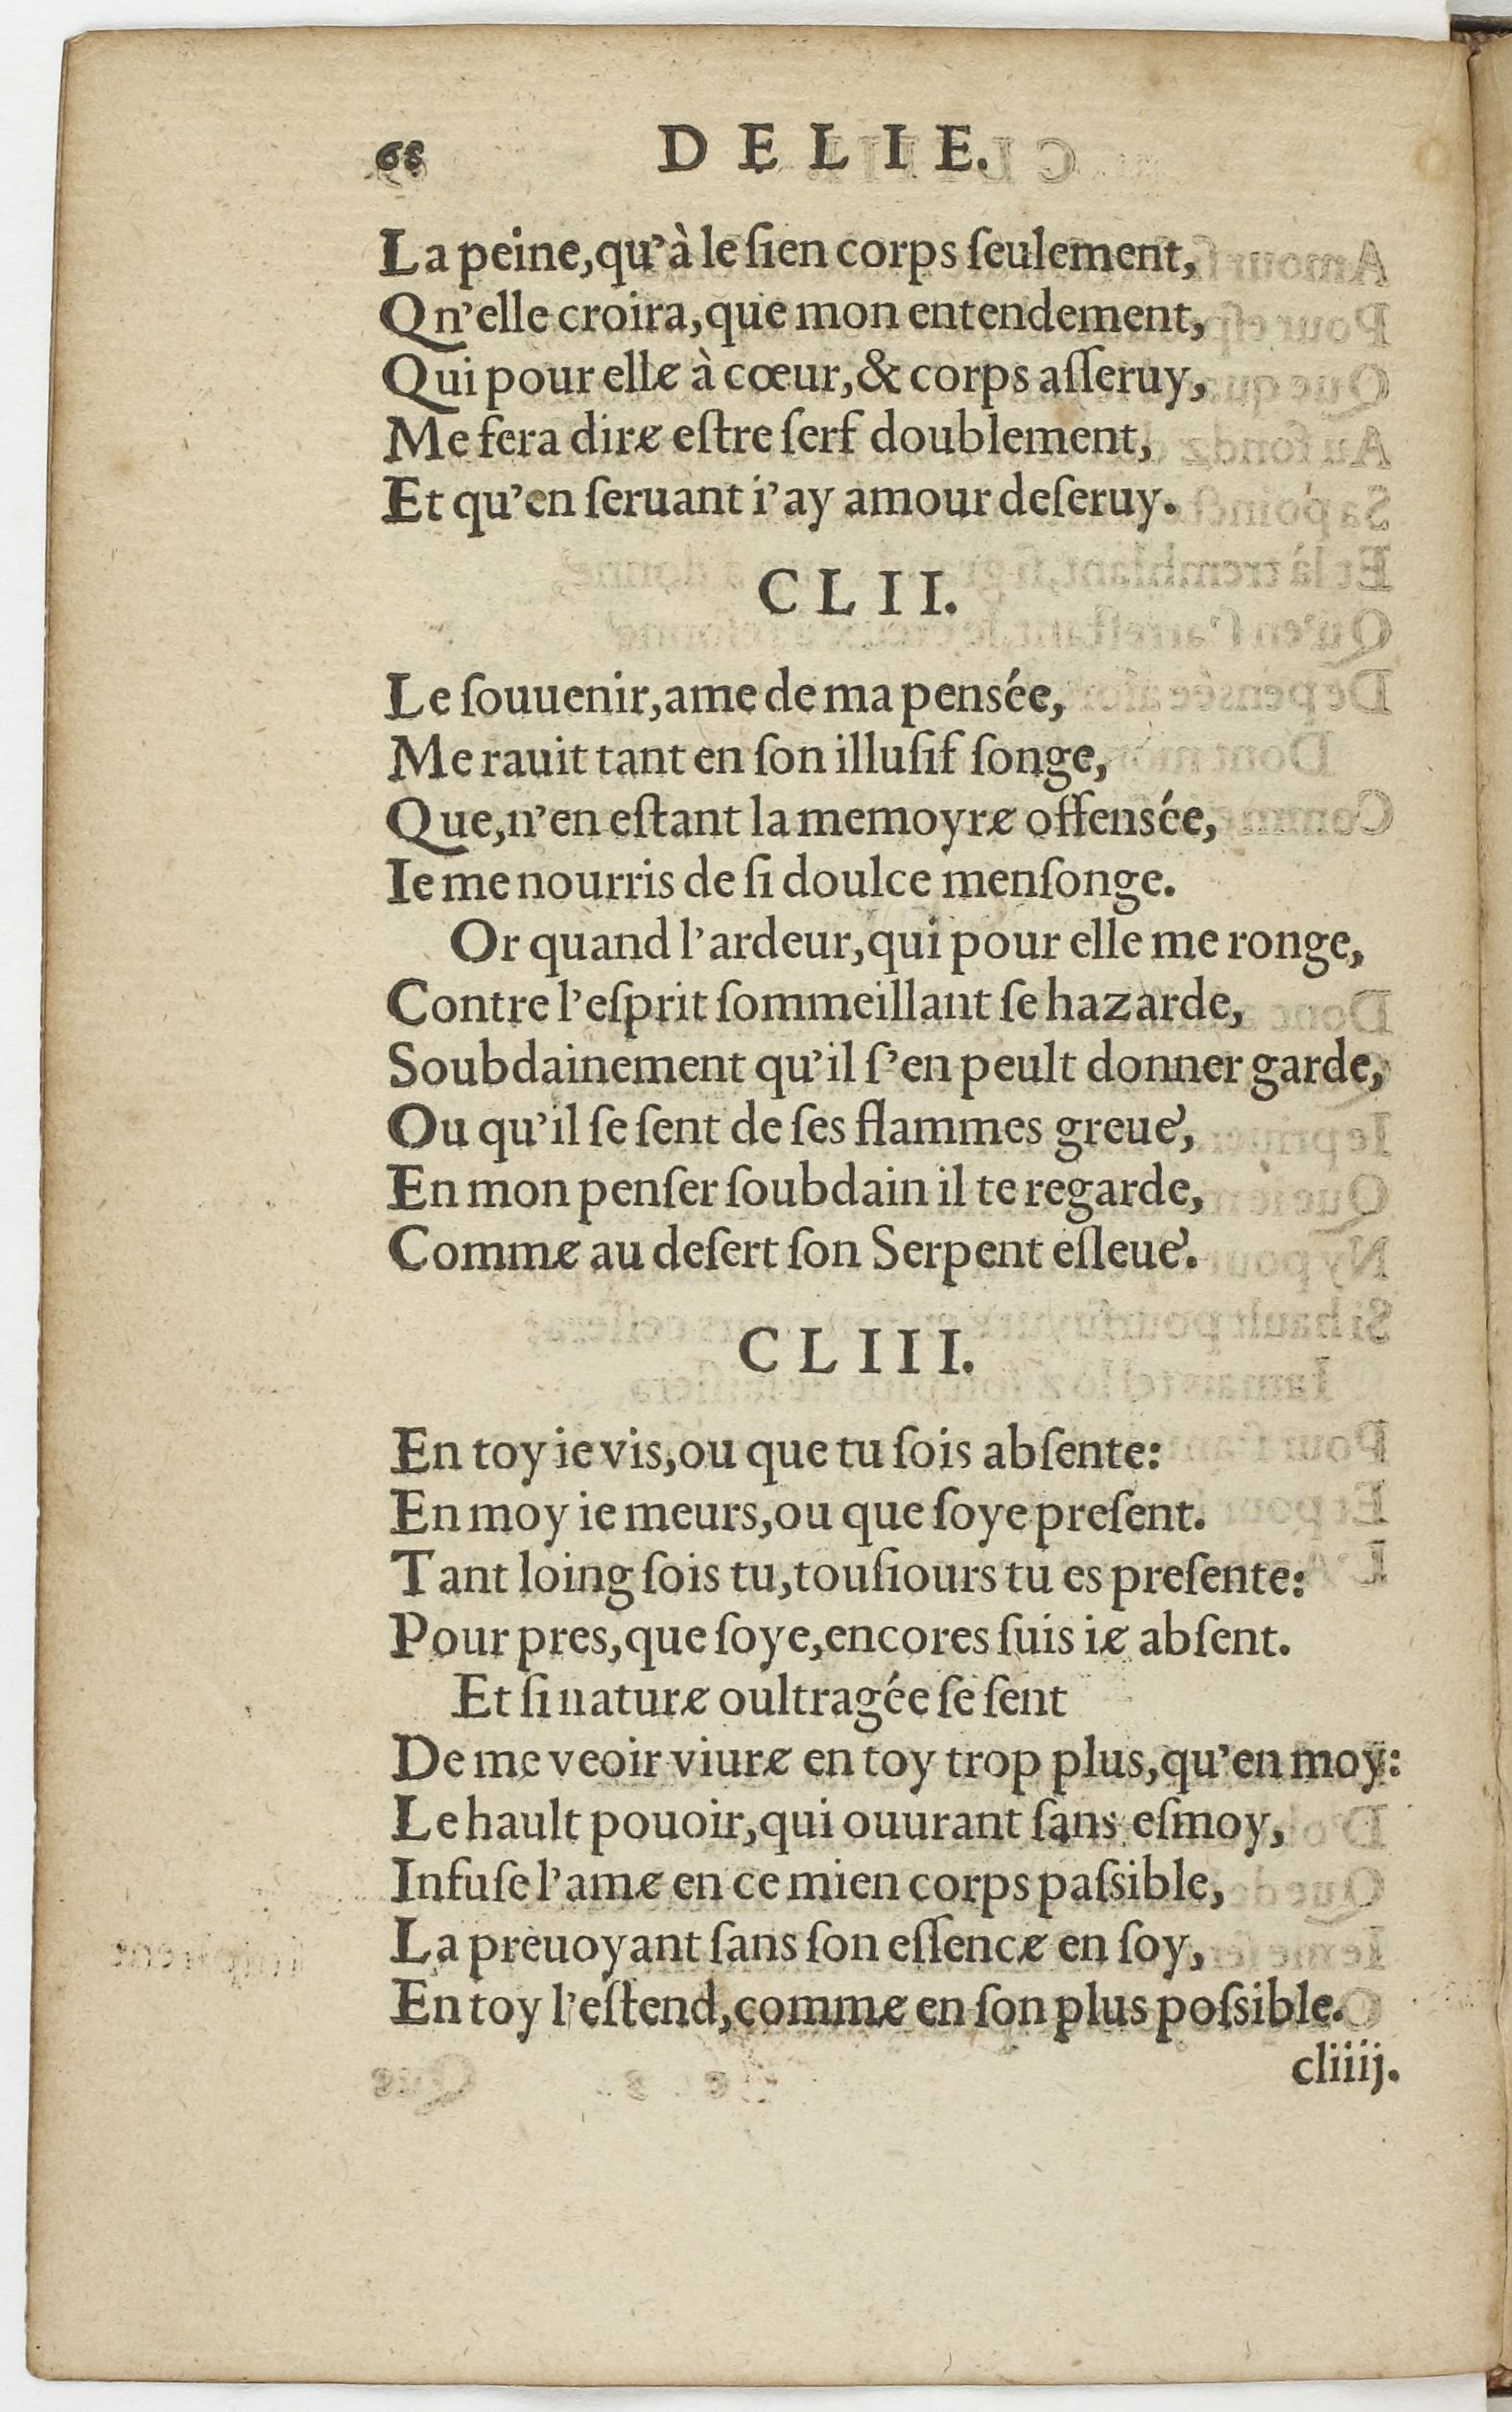 68 DELIE.
La peine, qu'à le ſien corps ſeulement,
Qn'elle croira, que mon entendement,
Qui pour elle à cœur, & corps aſſeruy,
Me fera dire eſtre ſerf doublement,
Et qu'en ſeruant i'ay amour deſeruy.
CLII.
Le ſouuenir, ame de ma pensée,
Me rauit tant en ſon illuſif ſonge,
Que, n'en eſtant la memoyre offensée,
Ie me nourris de ſi doulce menſonge.
Or quand l'ardeur, qui pour elle me ronge,
Contre l'eſprit ſommeillant ſe hazarde,
Soubdainement qu'il ſ'en peult donner garde,
Ou qu'il ſe ſent de ſes flammes greué,
En mon penſer ſoubdain il te regarde,
Comme au deſert ſon Serpent eſleué.
CLIII.
En toy ie vis, ou que tu ſois abſente:
En moy ie meurs, ou que ſoye preſent.
Tant loing ſois tu, touſiours tu es preſente:
Pour pres, que ſoye, encores ſuis ie abſent.
Et ſi nature oultragée ſe ſent
De me veoir viure en toy trop plus, qu'en moy:
Le hault pouoir, qui ouurant ſans eſmoy,
Infuſe l'ame en ce mien corps paſsible,
La preuoyant ſans ſon eſſence en ſoy,
En toy l'eſtend, comme en ſon plus poſsible.
cliiij.